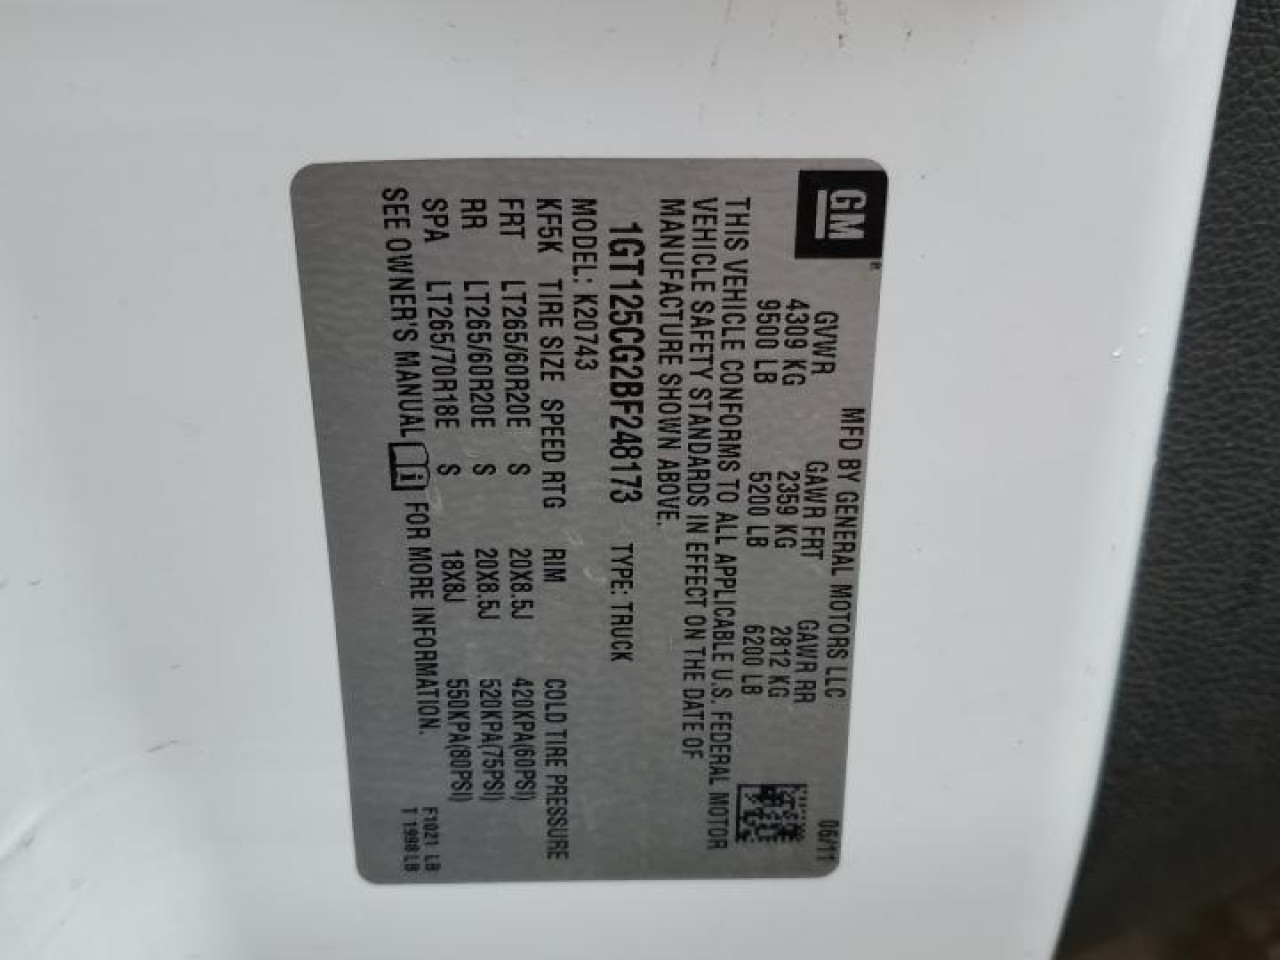 GM
MFD BY GENERAL MOTORS LLC 06/11
GVWR GAWR FRT GAWR RR
4309 KG 2359 KG 2812 KG
9500 LB 5200 LB 6200 LB
THIS VEHICLE CONFORMS TO ALL APPLICABLE U.S. FEDERAL MOTOR
VEHICLE SAFETY STANDARDS IN EFFECT ON THE DATE OF
MANUFACTURE SHOWN ABOVE.
1GT125CG2BF248173 TYPE: TRUCK
MODEL: K20743
KF5K TIRE SIZE SPEED RTG RIM COLD TIRE PRESSURE
FRT LT265/60R20E S 20X8.5J 420KPA(60PSI)
RR LT265/60R20E S 20X8.5J 520KPA(75PSI)
SPA LT265/70R18E S 18X8J 550KPA(80PSI)
SEE OWNER'S MANUAL FOR MORE INFORMATION.
F1021 LB
T 1998 LB